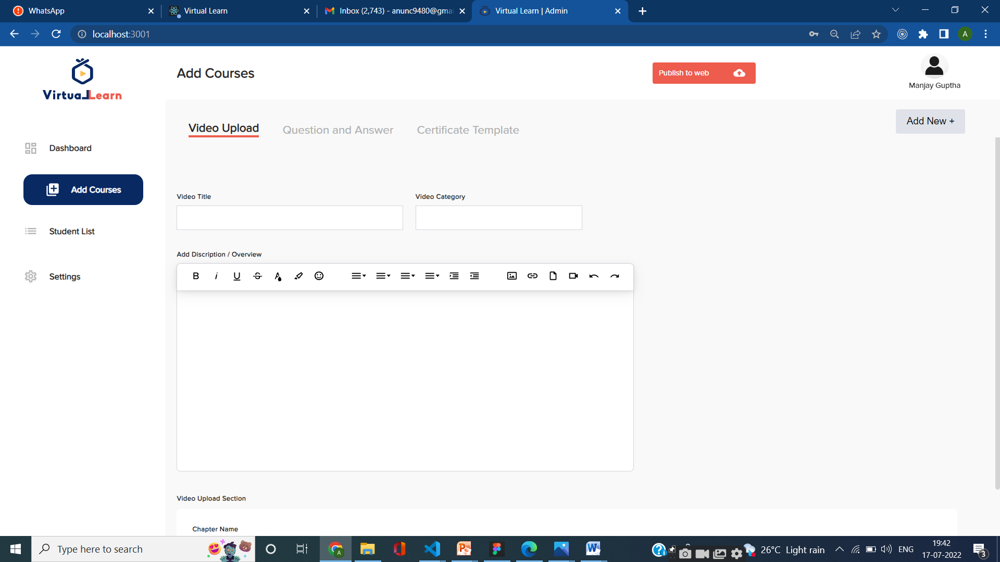 WhatsApp
Virtual Learn
Inbox (2,743) - anunc9480@gma
Virtual Learn | Admin
localhost:3001
A
VirtualLearn
Add Courses
Publish to web
Manjay Guptha
Video Upload
Question and Answer
Certificate Template
Add New +
Dashboard
Add Courses
Student List
Settings
Video Title
Video Category
Add Discription / Overview
B i U S A
Video Upload Section
Chapter Name
Type here to search
26°C Light rain
ENG
19:42
17-07-2022
3